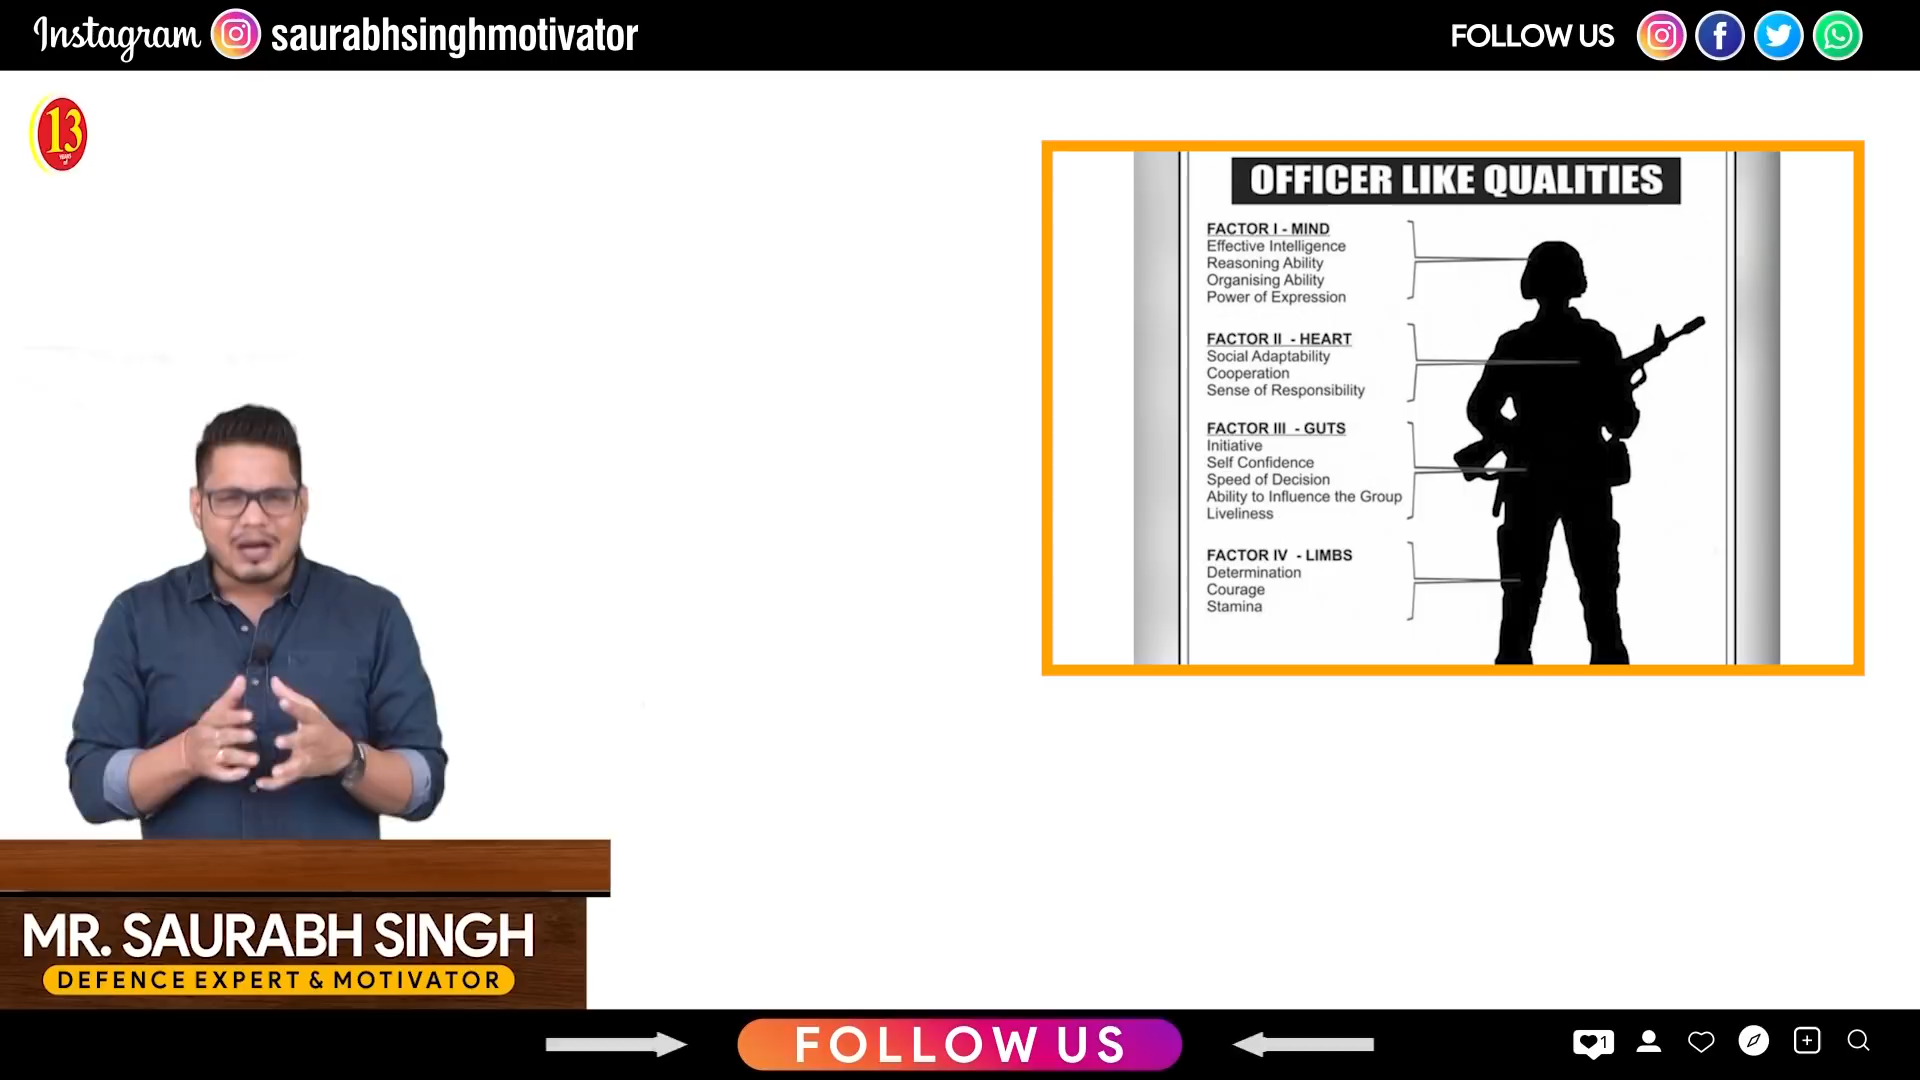 Instagram saurabhsinghmotivator
FOLLOW US
13
OFFICER LIKE QUALITIES
FACTOR I - MIND
Effective Intelligence
Reasoning Ability
Organising Ability
Power of Expression
FACTOR II - HEART
Social Adaptability
Cooperation
Sense of Responsibility
FACTOR III - GUTS
Initiative
Self Confidence
Speed of Decision
Ability to Influence the Group
Liveliness
FACTOR IV - LIMBS
Determination
Courage
Stamina
MR. SAURABH SINGH
DEFENCE EXPERT & MOTIVATOR
FOLLOW US
1